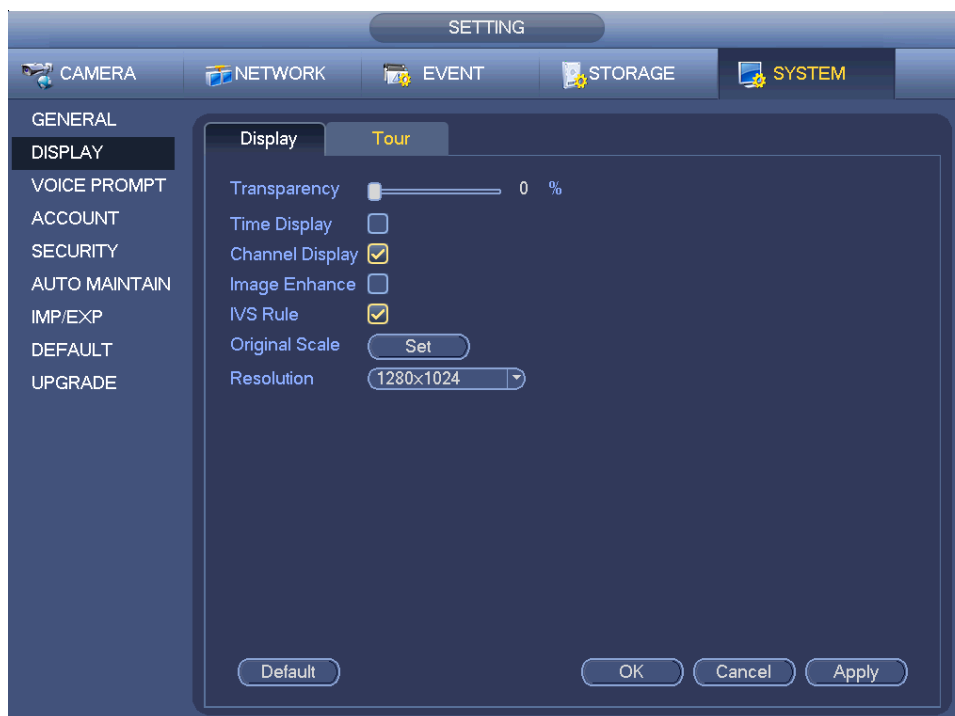 SETTING
CAMERA NETWORK EVENT STORAGE SYSTEM
GENERAL
DISPLAY
VOICE PROMPT
ACCOUNT
SECURITY
AUTO MAINTAIN
IMP/EXP
DEFAULT
UPGRADE
Display Tour
Transparency 0 %
Time Display
Channel Display
Image Enhance
IVS Rule
Original Scale Set
Resolution 1280×1024
Default OK Cancel Apply